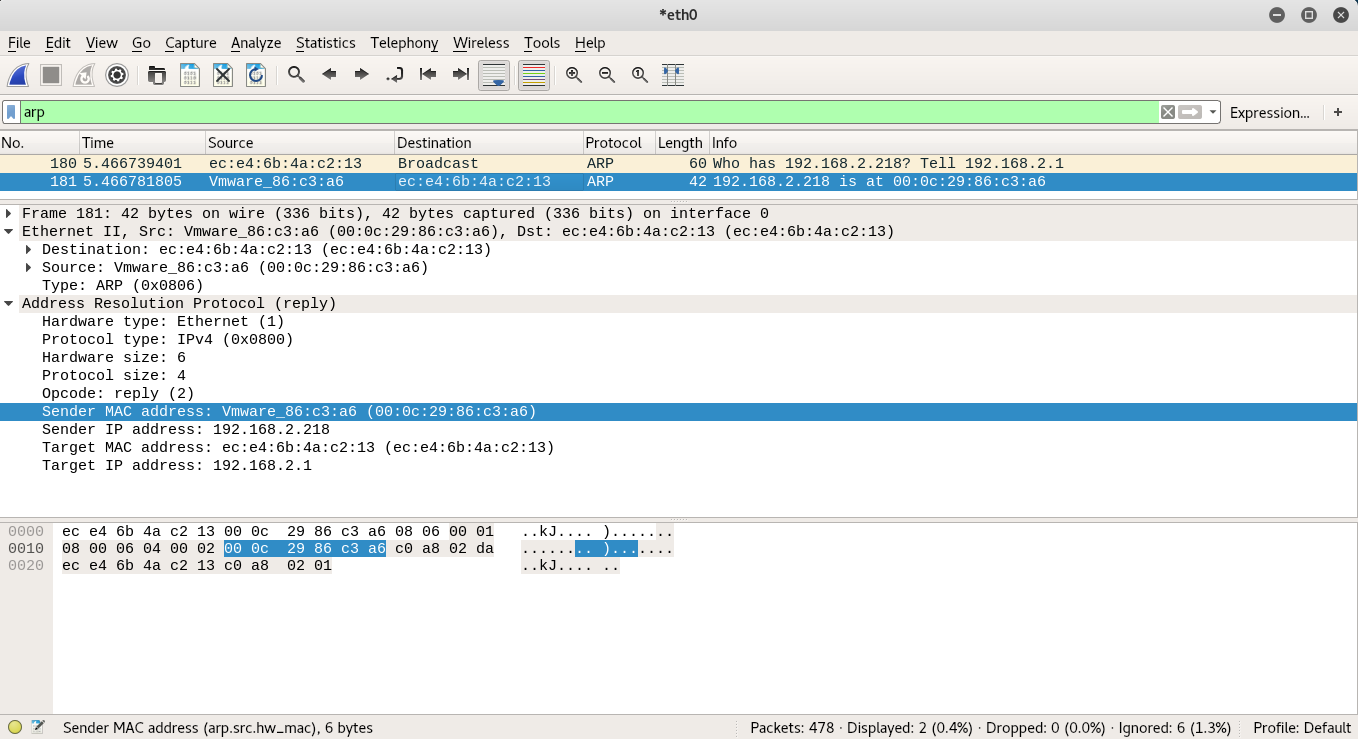 *eth0
File Edit View Go Capture Analyze Statistics Telephony Wireless Tools Help
arp Expression... +
No. Time Source Destination Protocol Length Info
180 5.466739401 ec:e4:6b:4a:c2:13 Broadcast ARP 60 Who has 192.168.2.218? Tell 192.168.2.1
181 5.466781805 Vmware_86:c3:a6 ec:e4:6b:4a:c2:13 ARP 42 192.168.2.218 is at 00:0c:29:86:c3:a6
Frame 181: 42 bytes on wire (336 bits), 42 bytes captured (336 bits) on interface 0
Ethernet II, Src: Vmware_86:c3:a6 (00:0c:29:86:c3:a6), Dst: ec:e4:6b:4a:c2:13 (ec:e4:6b:4a:c2:13)
Destination: ec:e4:6b:4a:c2:13 (ec:e4:6b:4a:c2:13)
Source: Vmware_86:c3:a6 (00:0c:29:86:c3:a6)
Type: ARP (0x0806)
Address Resolution Protocol (reply)
Hardware type: Ethernet (1)
Protocol type: IPv4 (0x0800)
Hardware size: 6
Protocol size: 4
Opcode: reply (2)
Sender MAC address: Vmware_86:c3:a6 (00:0c:29:86:c3:a6)
Sender IP address: 192.168.2.218
Target MAC address: ec:e4:6b:4a:c2:13 (ec:e4:6b:4a:c2:13)
Target IP address: 192.168.2.1
0000 ec e4 6b 4a c2 13 00 0c 29 86 c3 a6 08 06 00 01 ..kJ.... ).......
0010 08 00 06 04 00 02 00 0c 29 86 c3 a6 c0 a8 02 da ........ ).......
0020 ec e4 6b 4a c2 13 c0 a8 02 01 ..kJ.... ..
Sender MAC address (arp.src.hw_mac), 6 bytes Packets: 478 · Displayed: 2 (0.4%) · Dropped: 0 (0.0%) · Ignored: 6 (1.3%) Profile: Default